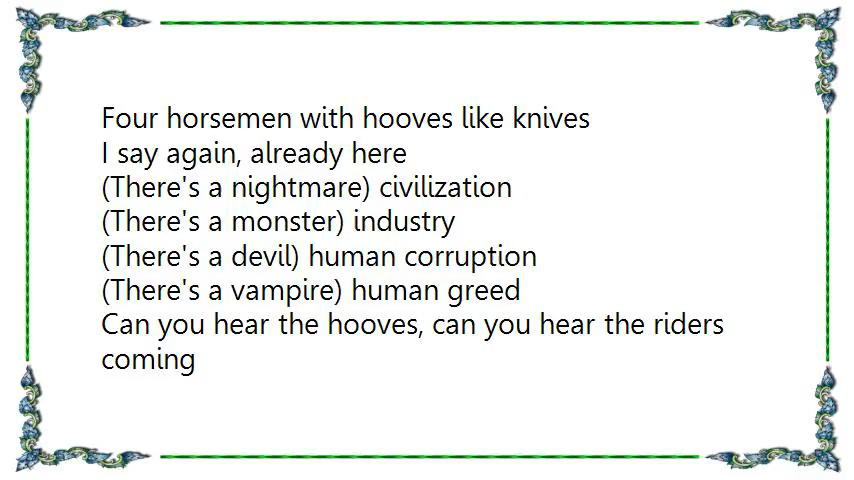 Four horsemen with hooves like knives
I say again, already here
(There's a nightmare) civilization
(There's a monster) industry
(There's a devil) human corruption
(There's a vampire) human greed
Can you hear the hooves, can you hear the riders
coming